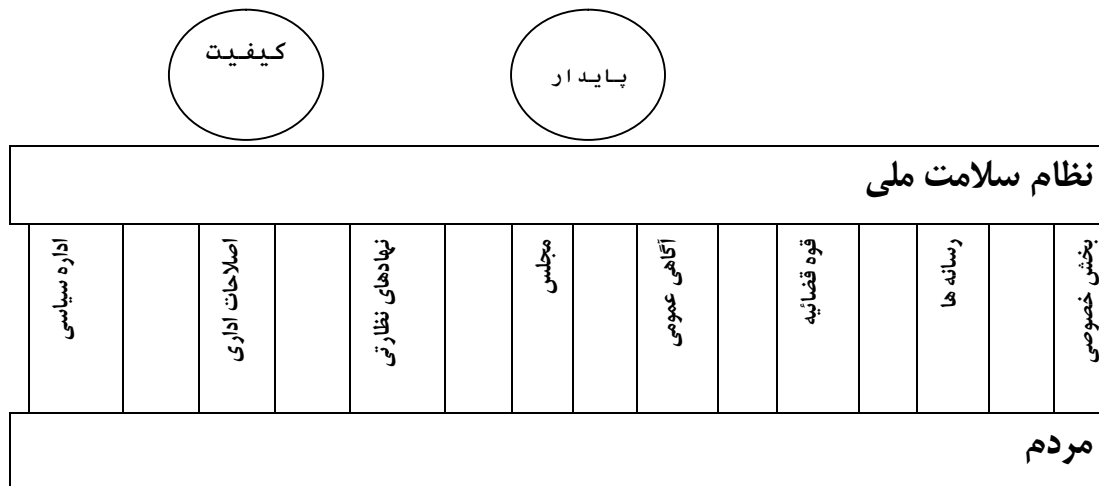 کیفیت
پایدار
نظام سلامت ملی
بخش خصوصی
رسانه ها
قوه قضائیه
آگاهی عمومی
مجلس
نهادهای نظارتی
اصلاحات اداری
اداره سیاسی
مردم